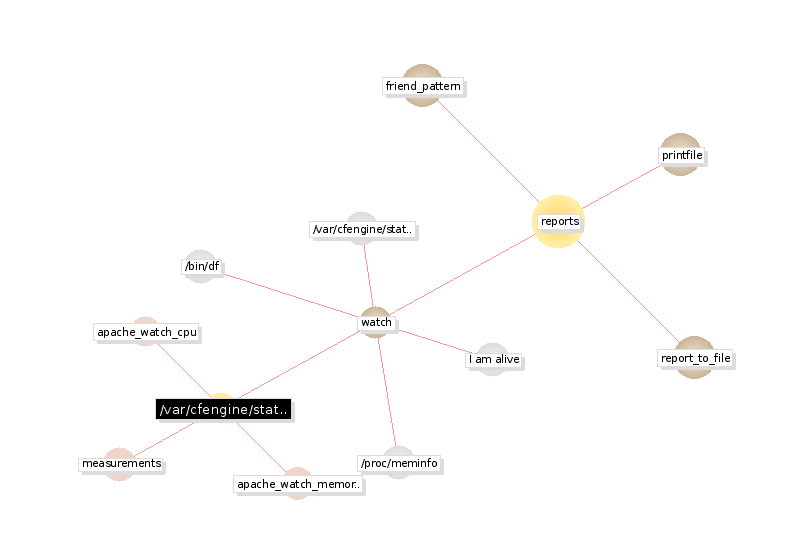 friend_pattern
printfile
reports
/var/cfengine/stat..
/bin/df
watch
apache_watch_cpu
I am alive
report_to_file
/var/cfengine/stat..
measurements
/proc/meminfo
apache_watch_memor..